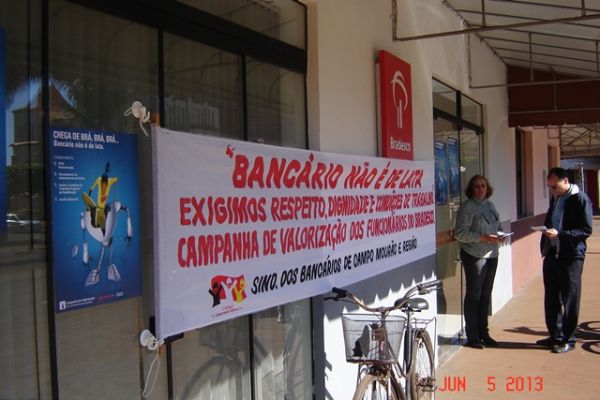 CHEGA DE BRÁ, BRÁ, BRÁ...
Bancário não é de lata.
Bradesco
"BANCÁRIO NÃO É DE LATA
EXIGIMOS RESPEITO, DIGNIDADE E CONDIÇÕES DE TRABALHO
CAMPANHA DE VALORIZAÇÃO DOS FUNCIONÁRIOS DO BRADESCO
SIND. DOS BANCÁRIOS DE CAMPO MOURÃO E REGIÃO
JUN 5 2013